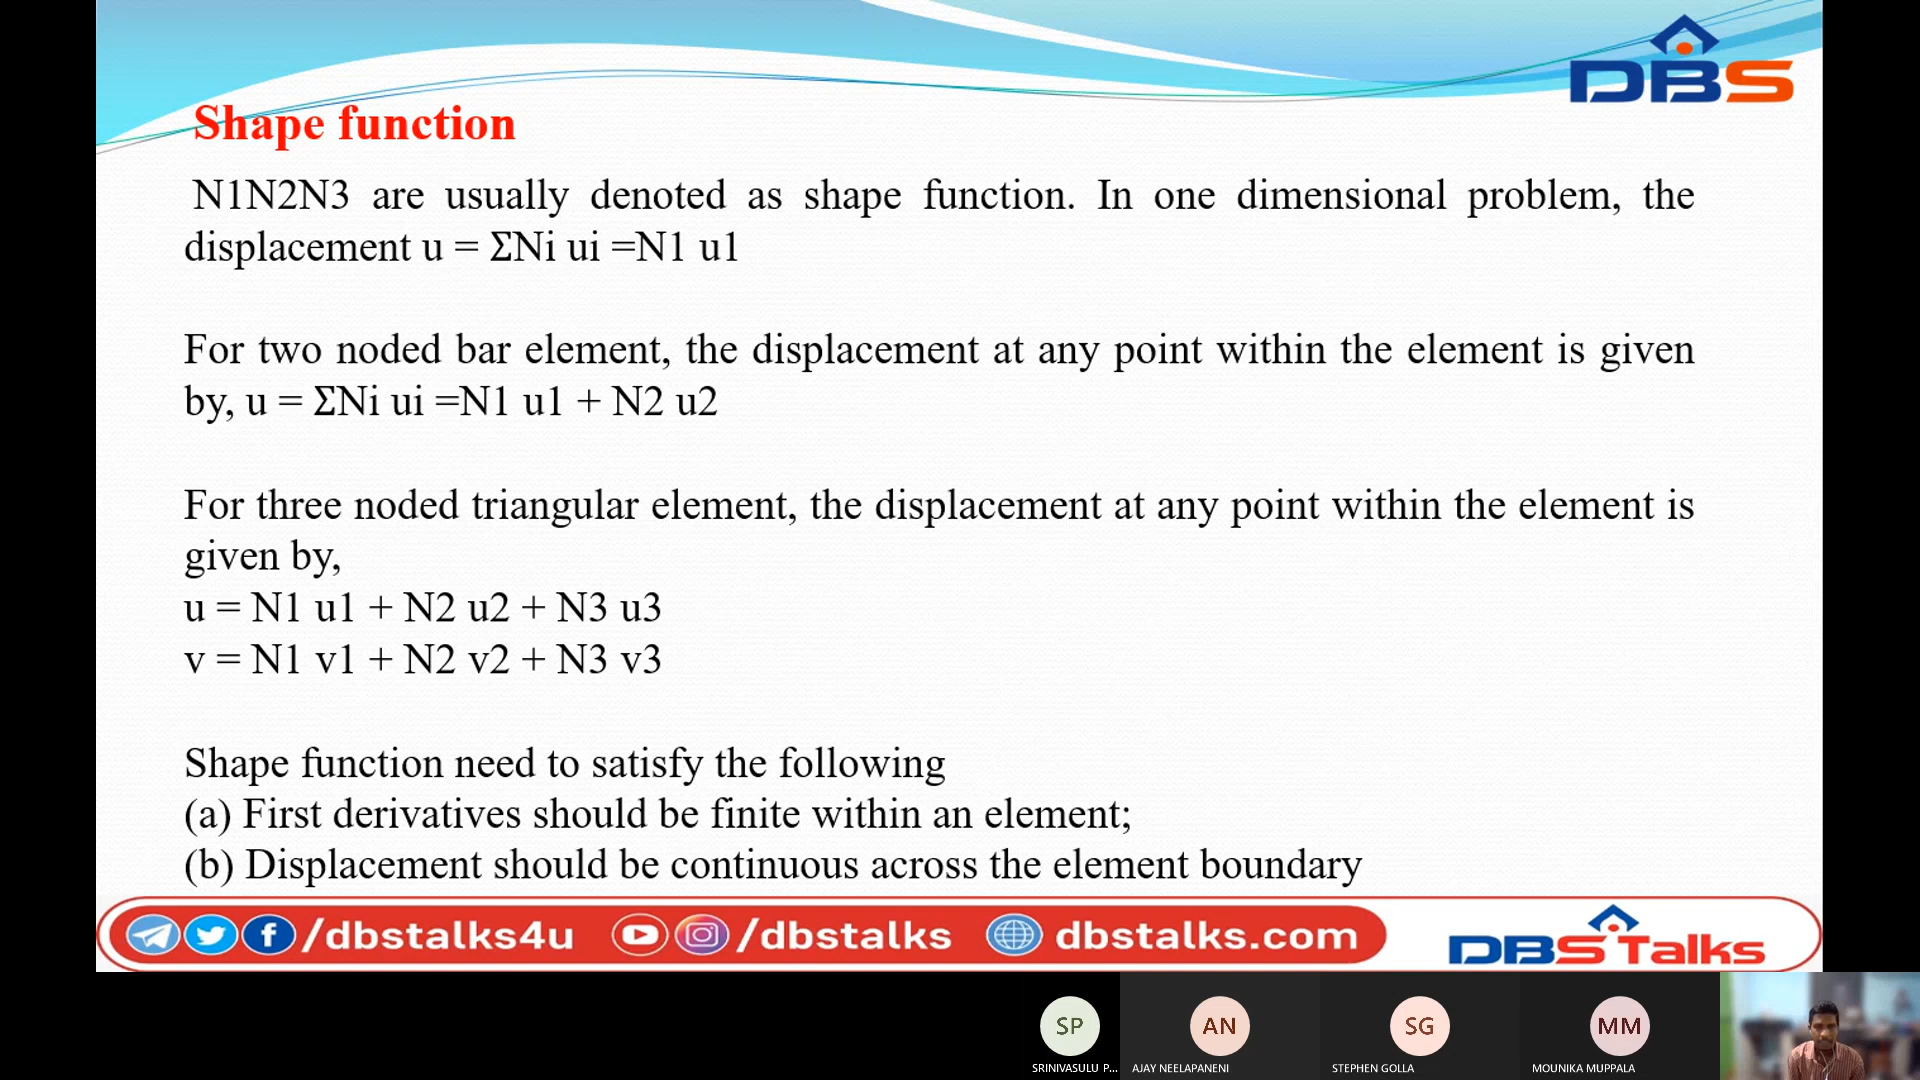 DBS
Shape function
N1N2N3 are usually denoted as shape function. In one dimensional problem, the
displacement u = ΣNi ui =N1 u1
For two noded bar element, the displacement at any point within the element is given
by, u = ΣNi ui =N1 u1 + N2 u2
For three noded triangular element, the displacement at any point within the element is
given by,
u = N1 u1 + N2 u2 + N3 u3
v = N1 v1 + N2 v2 + N3 v3
Shape function need to satisfy the following
(a) First derivatives should be finite within an element;
(b) Displacement should be continuous across the element boundary
/dbstalks4u /dbstalks dbstalks.com DBS Talks
SP AN SG MM
SRINIVASULU P... AJAY NEELAPANENI STEPHEN GOLLA MOUNIKA MUPPALA